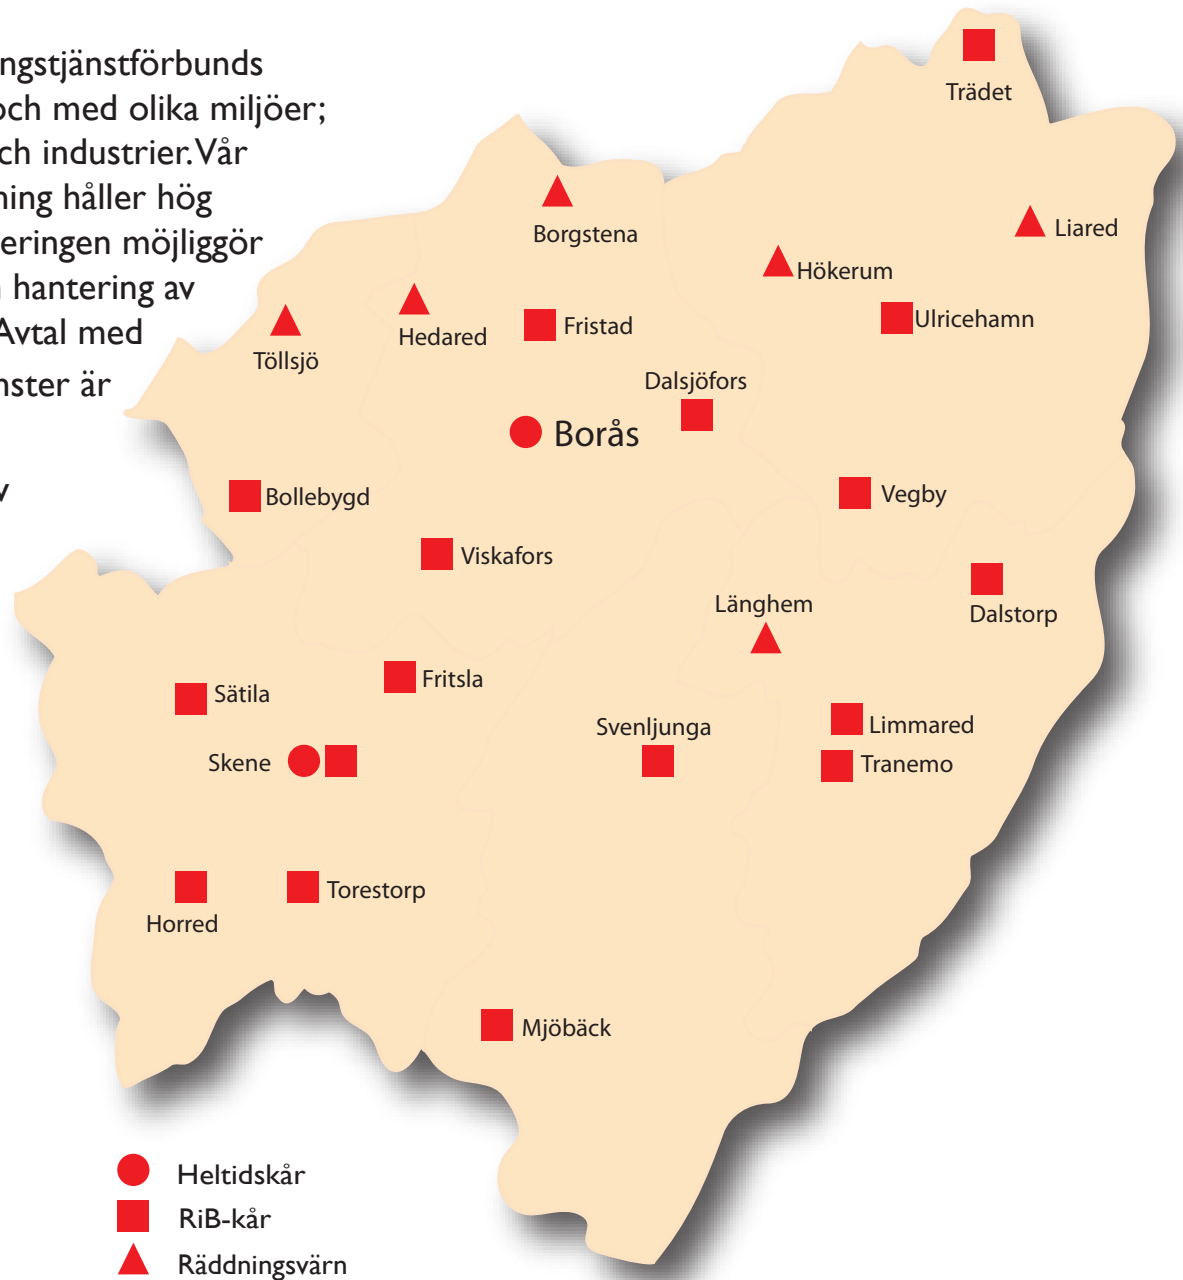 ngstjänstförbunds
och med olika miljöer;
ch industrier. Vår
ning håller hög
eringen möjliggör
hantering av
Avtal med
nster är
v
Trädet
Borgstena
Liared
Hökerum
Ulricehamn
Fristad
Hedared
Töllsjö
Dalsjöfors
Borås
Bollebygd
Vegby
Viskafors
Länghem
Dalstorp
Fritsla
Sätila
Svenljunga
Limmared
Skene
Tranemo
Torestorp
Horred
Mjöbäck
Heltidskår
RiB-kår
Räddningsvärn